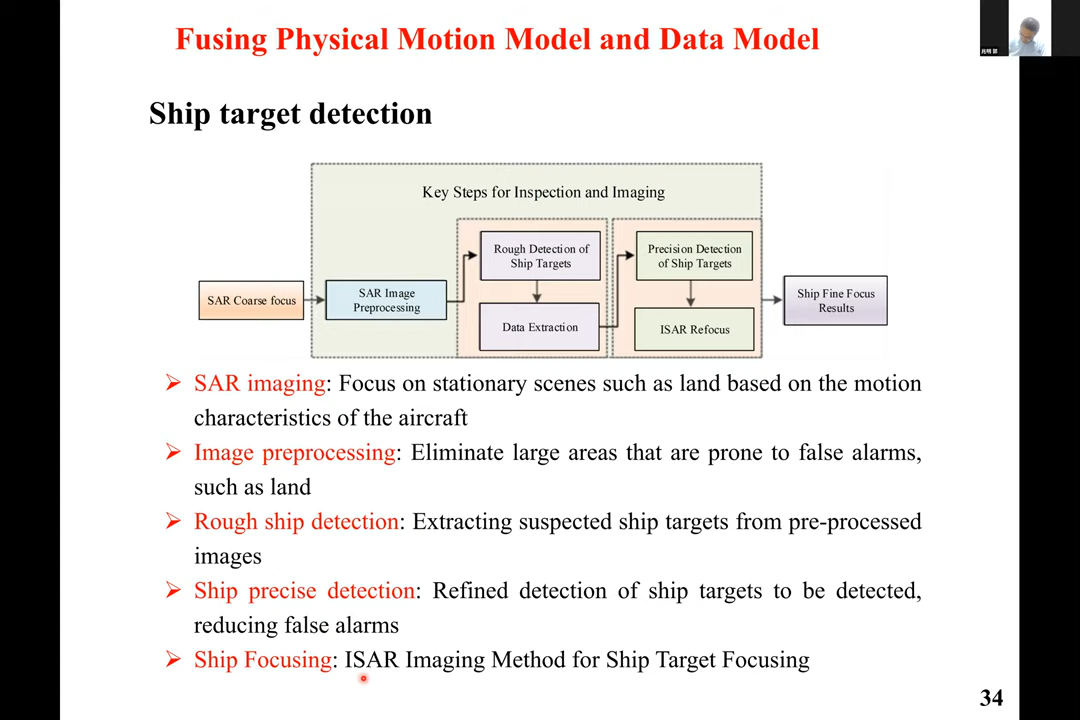 Fusing Physical Motion Model and Data Model
Ship target detection
Key Steps for Inspection and Imaging
SAR Coarse focus
SAR Image
Preprocessing
Rough Detection of
Ship Targets
Data Extraction
Precision Detection
of Ship Targets
ISAR Refocus
Ship Fine Focus
Results
➢ SAR imaging: Focus on stationary scenes such as land based on the motion
characteristics of the aircraft
➢ Image preprocessing: Eliminate large areas that are prone to false alarms,
such as land
➢ Rough ship detection: Extracting suspected ship targets from pre-processed
images
➢ Ship precise detection: Refined detection of ship targets to be detected,
reducing false alarms
➢ Ship Focusing: ISAR Imaging Method for Ship Target Focusing
34